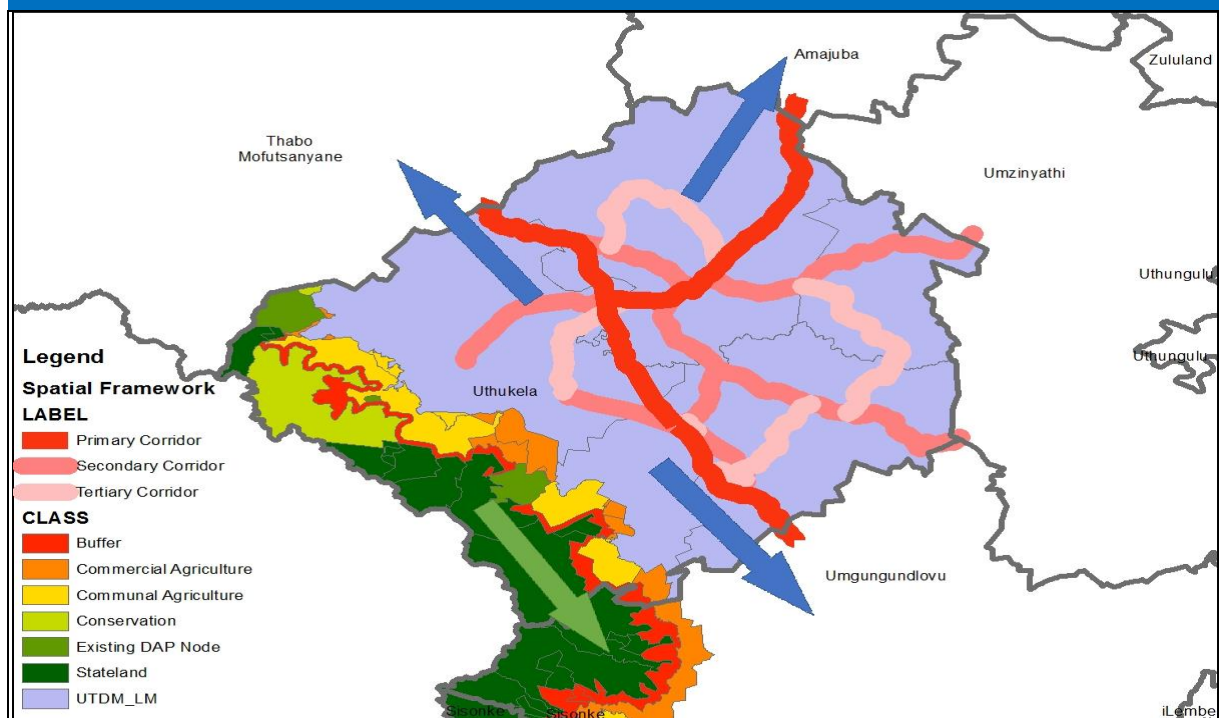 Amajuba
Zululand
Thabo
Mofutsanyane
Umzinyathi
Uthungulu
Uthungulu
Uthukela
Umgungundlovu
Legend
Spatial Framework
LABEL
Primary Corridor
Secondary Corridor
Tertiary Corridor
CLASS
Buffer
Commercial Agriculture
Communal Agriculture
Conservation
Existing DAP Node
Stateland
UTDM_LM
Sisonke
Sisonke
iLembe